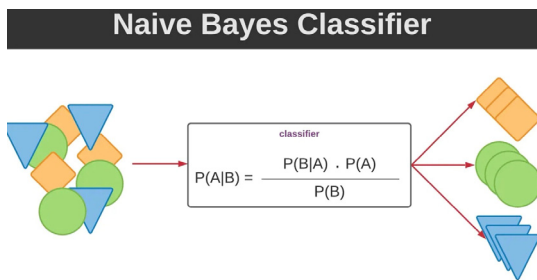 Naive Bayes Classifier
classifier
P(A|B) = P(B|A) . P(A)
P(B)